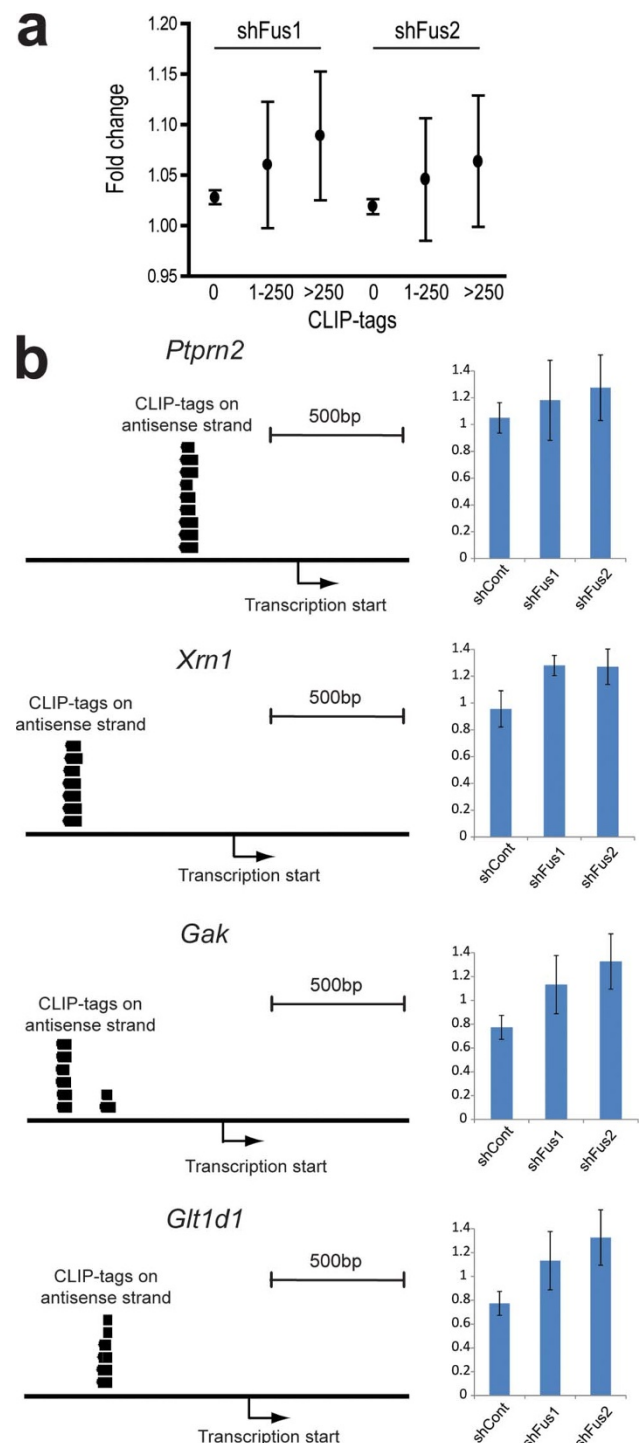 a
shFus1 shFus2
1.20
1.15
1.10
1.05
1.00
0.95
Fold change
0 1-250 >250 0 1-250 >250
CLIP-tags
b
Ptprn2
CLIP-tags on
antisense strand
500bp
Transcription start
1.4
1.2
1
0.8
0.6
0.4
0.2
0
shCont shFus1 shFus2
Xrn1
CLIP-tags on
antisense strand
500bp
Transcription start
1.4
1.2
1
0.8
0.6
0.4
0.2
0
shCont shFus1 shFus2
Gak
CLIP-tags on
antisense strand
500bp
Transcription start
1.4
1.2
1
0.8
0.6
0.4
0.2
0
shCont shFus1 shFus2
Glt1d1
CLIP-tags on
antisense strand
500bp
Transcription start
1.4
1.2
1
0.8
0.6
0.4
0.2
0
shCont shFus1 shFus2